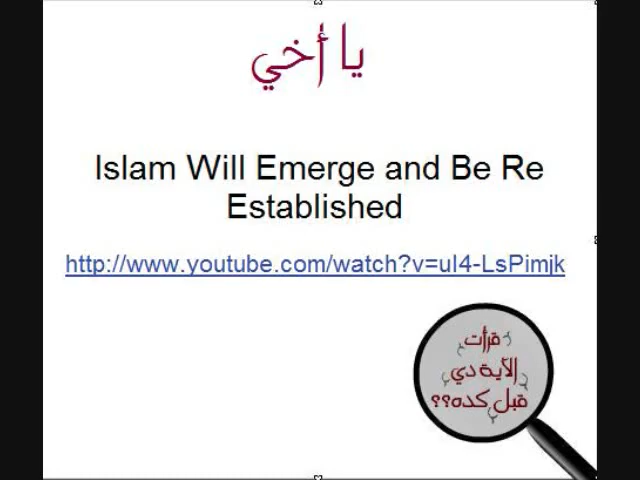 يا أخي
Islam Will Emerge and Be Re
Established
http://www.youtube.com/watch?v=uI4-LsPimjk
قرأت
الآية دي
قبل كده؟؟